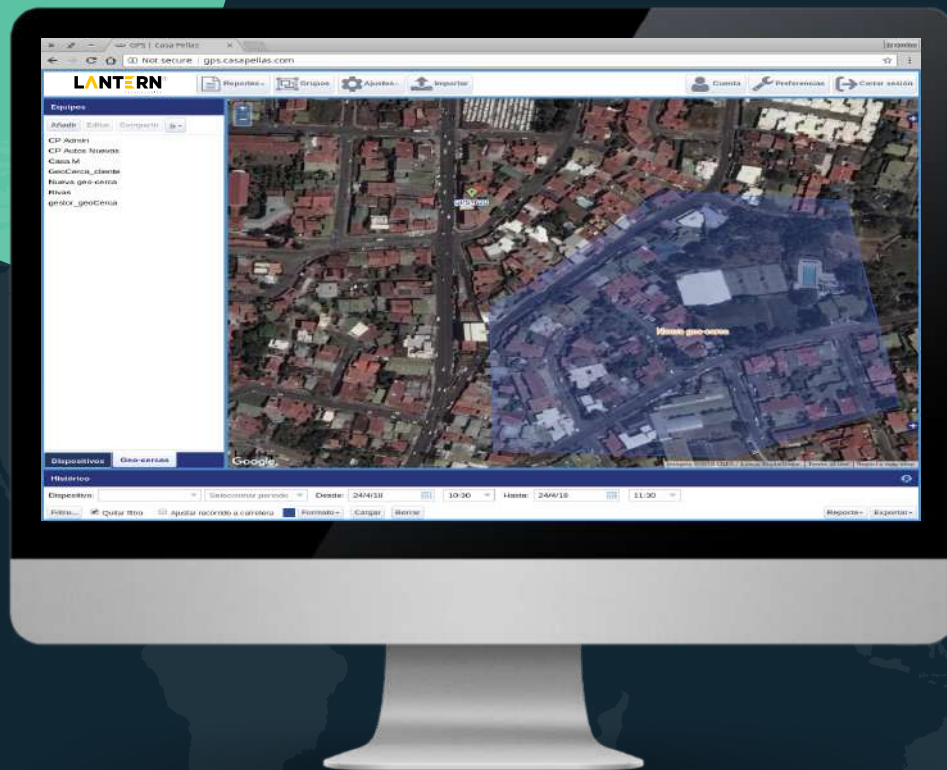 GPS | Casa Pellas
Not secure | gps.casapellas.com
LANTERN
Reportes
Grupos
Ajustes
Importar
Cuenta
Preferencias
Cerrar sesión
Equipos
Añadir Editar Compartir
CP Admin
CP Autos Nuevos
Casa M
GeoCerca_cliente
Nueva geo-cerca
Rivas
gestor_geoCerca
Nueva geo-cerca
Dispositivos Geo-cercas
Google
Histórico
Dispositivo: Seleccionar periodo Desde: 24/4/18 10:30 Hasta: 24/4/18 11:30
Filtro... Quitar filtro Ajustar recorrido a carretera Formato Cargar Borrar Reporte Exportar